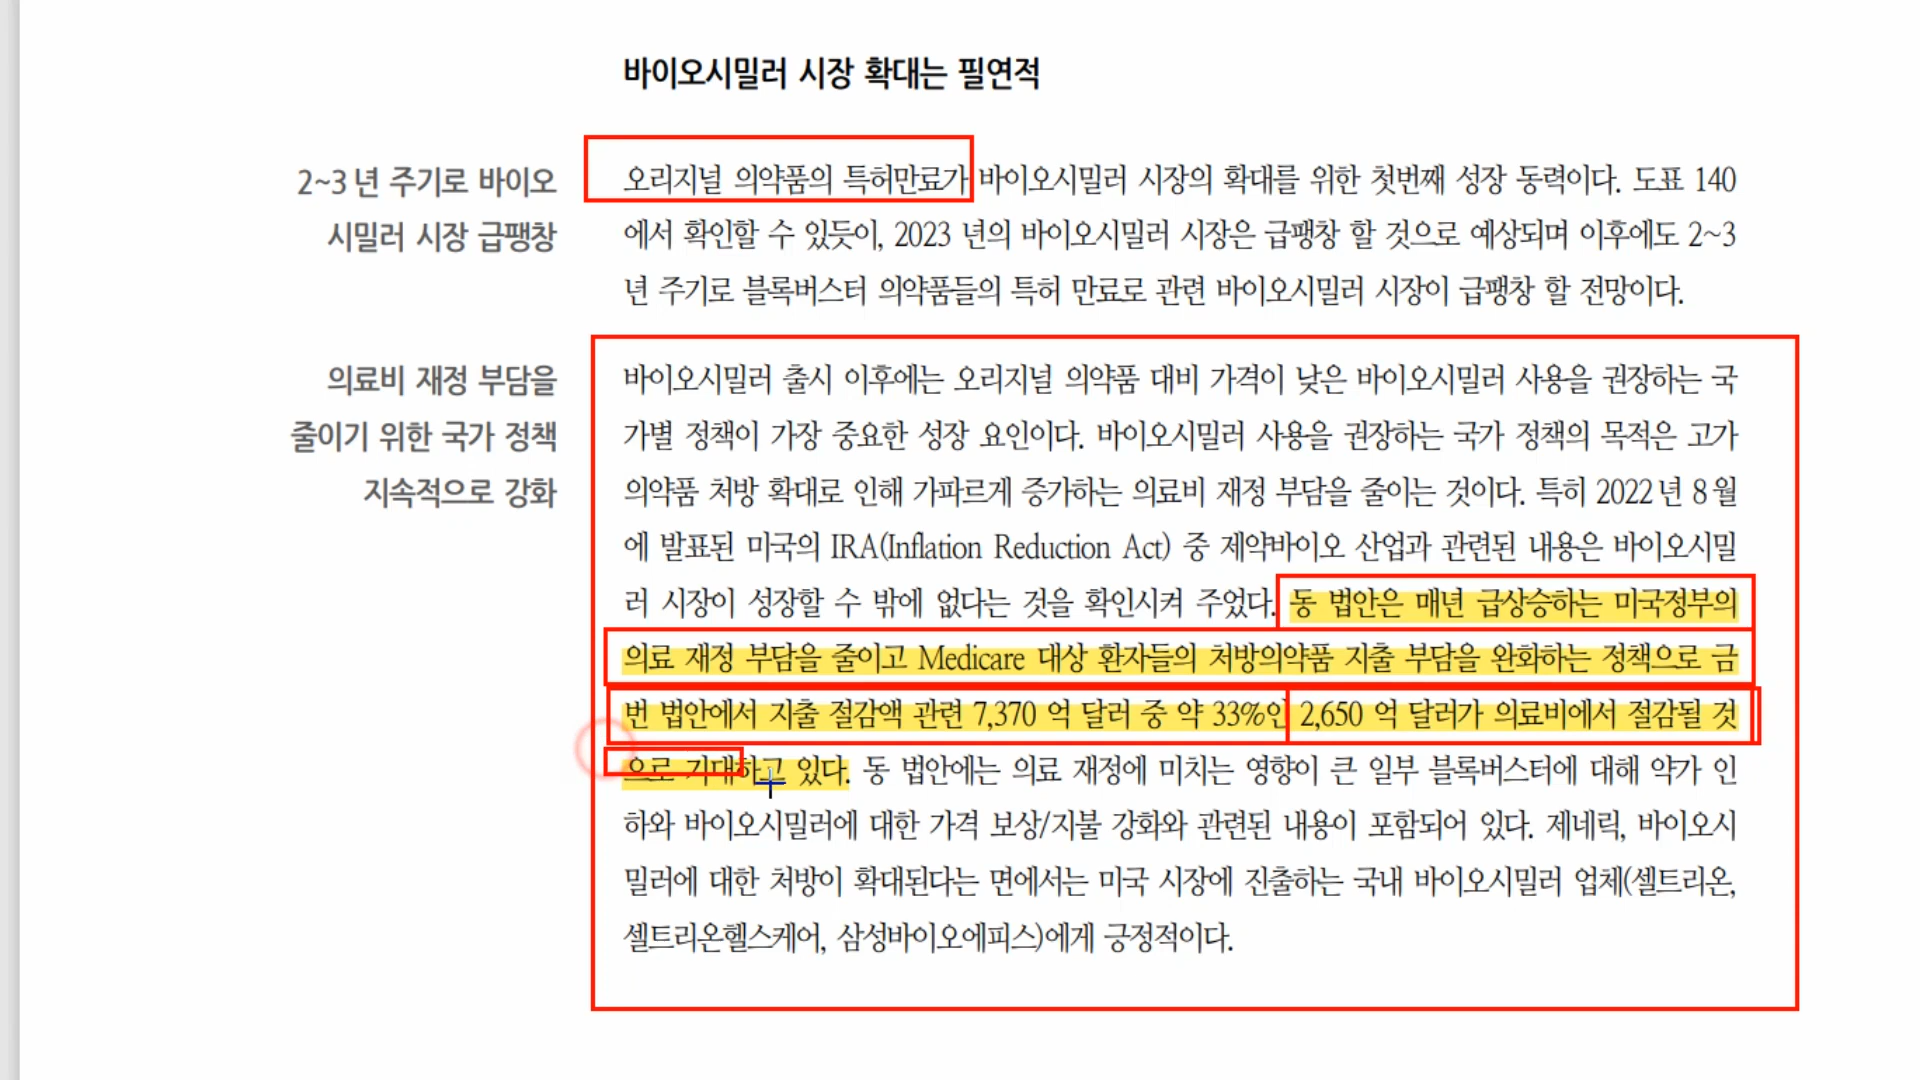 바이오시밀러 시장 확대는 필연적
2~3년 주기로 바이오
시밀러 시장 급팽창
오리지널 의약품의 특허만료가 바이오시밀러 시장의 확대를 위한 첫번째 성장 동력이다. 도표 140
에서 확인할 수 있듯이, 2023 년의 바이오시밀러 시장은 급팽창 할 것으로 예상되며 이후에도 2~3
년 주기로 블록버스터 의약품들의 특허 만료로 관련 바이오시밀러 시장이 급팽창 할 전망이다.
의료비 재정 부담을
줄이기 위한 국가 정책
지속적으로 강화
바이오시밀러 출시 이후에는 오리지널 의약품 대비 가격이 낮은 바이오시밀러 사용을 권장하는 국
가별 정책이 가장 중요한 성장 요인이다. 바이오시밀러 사용을 권장하는 국가 정책의 목적은 고가
의약품 처방 확대로 인해 가파르게 증가하는 의료비 재정 부담을 줄이는 것이다. 특히 2022년 8월
에 발표된 미국의 IRA(Inflation Reduction Act) 중 제약바이오 산업과 관련된 내용은 바이오시밀
러 시장이 성장할 수 밖에 없다는 것을 확인시켜 주었다. 동 법안은 매년 급상승하는 미국정부의
의료 재정 부담을 줄이고 Medicare 대상 환자들의 처방의약품 지출 부담을 완화하는 정책으로 금
번 법안에서 지출 절감액 관련 7,370 억 달러 중 약 33%인 2,650 억 달러가 의료비에서 절감될 것
으로 기대하고 있다. 동 법안에는 의료 재정에 미치는 영향이 큰 일부 블록버스터에 대해 약가 인
하와 바이오시밀러에 대한 가격 보상/지불 강화와 관련된 내용이 포함되어 있다. 제네릭, 바이오시
밀러에 대한 처방이 확대된다는 면에서는 미국 시장에 진출하는 국내 바이오시밀러 업체(셀트리온,
셀트리온헬스케어, 삼성바이오에피스)에게 긍정적이다.